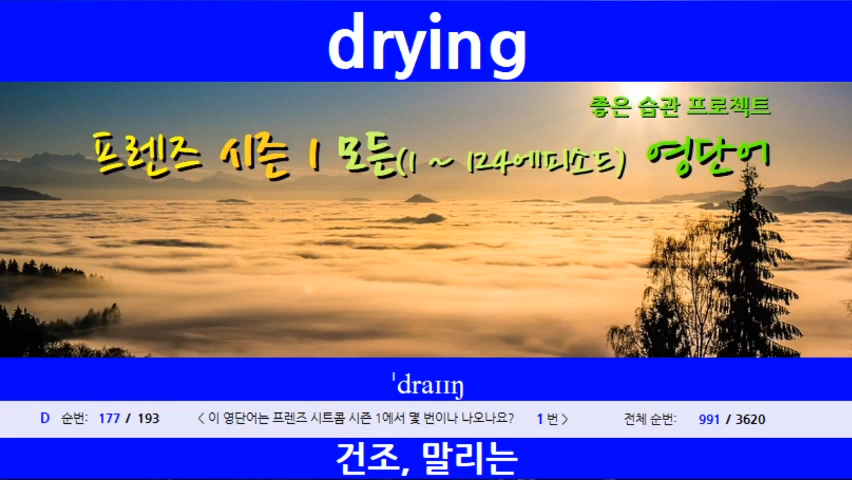 drying
좋은 습관 프로젝트
프렌즈 시즌 1 모든(1 ~ 124에피소드) 영단어
ˈdraɪɪŋ
D 순번: 177 / 193 < 이 영단어는 프렌즈 시트콤 시즌 1에서 몇 번이나 나오나요? 1 번 > 전체 순번: 991 / 3620
건조, 말리는